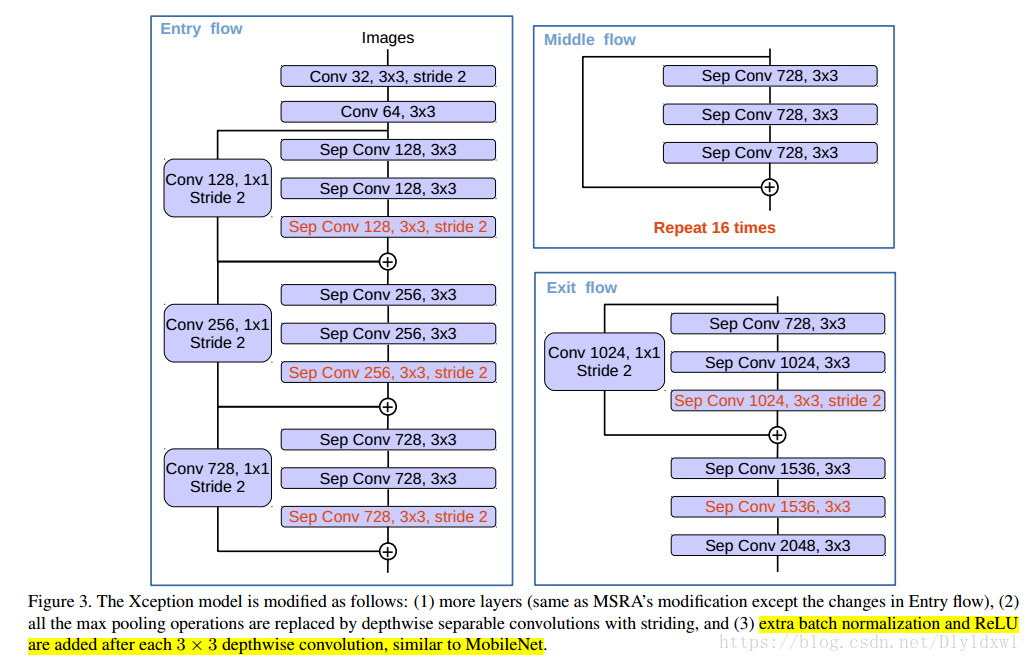 Entry flow
Images
Conv 32, 3x3, stride 2
Conv 64, 3x3
Sep Conv 128, 3x3
Conv 128, 1x1
Stride 2
Sep Conv 128, 3x3
Sep Conv 128, 3x3, stride 2
Sep Conv 256, 3x3
Conv 256, 1x1
Stride 2
Sep Conv 256, 3x3
Sep Conv 256, 3x3, stride 2
Sep Conv 728, 3x3
Conv 728, 1x1
Stride 2
Sep Conv 728, 3x3
Sep Conv 728, 3x3, stride 2
Middle flow
Sep Conv 728, 3x3
Sep Conv 728, 3x3
Sep Conv 728, 3x3
Repeat 16 times
Exit flow
Sep Conv 728, 3x3
Conv 1024, 1x1
Stride 2
Sep Conv 1024, 3x3
Sep Conv 1024, 3x3, stride 2
Sep Conv 1536, 3x3
Sep Conv 1536, 3x3
Sep Conv 2048, 3x3
Figure 3. The Xception model is modified as follows: (1) more layers (same as MSRA's modification except the changes in Entry flow), (2)
all the max pooling operations are replaced by depthwise separable convolutions with striding, and (3) extra batch normalization and ReLU
are added after each 3 × 3 depthwise convolution, similar to MobileNet.
https://blog.csdn.net/Dlyldxwl